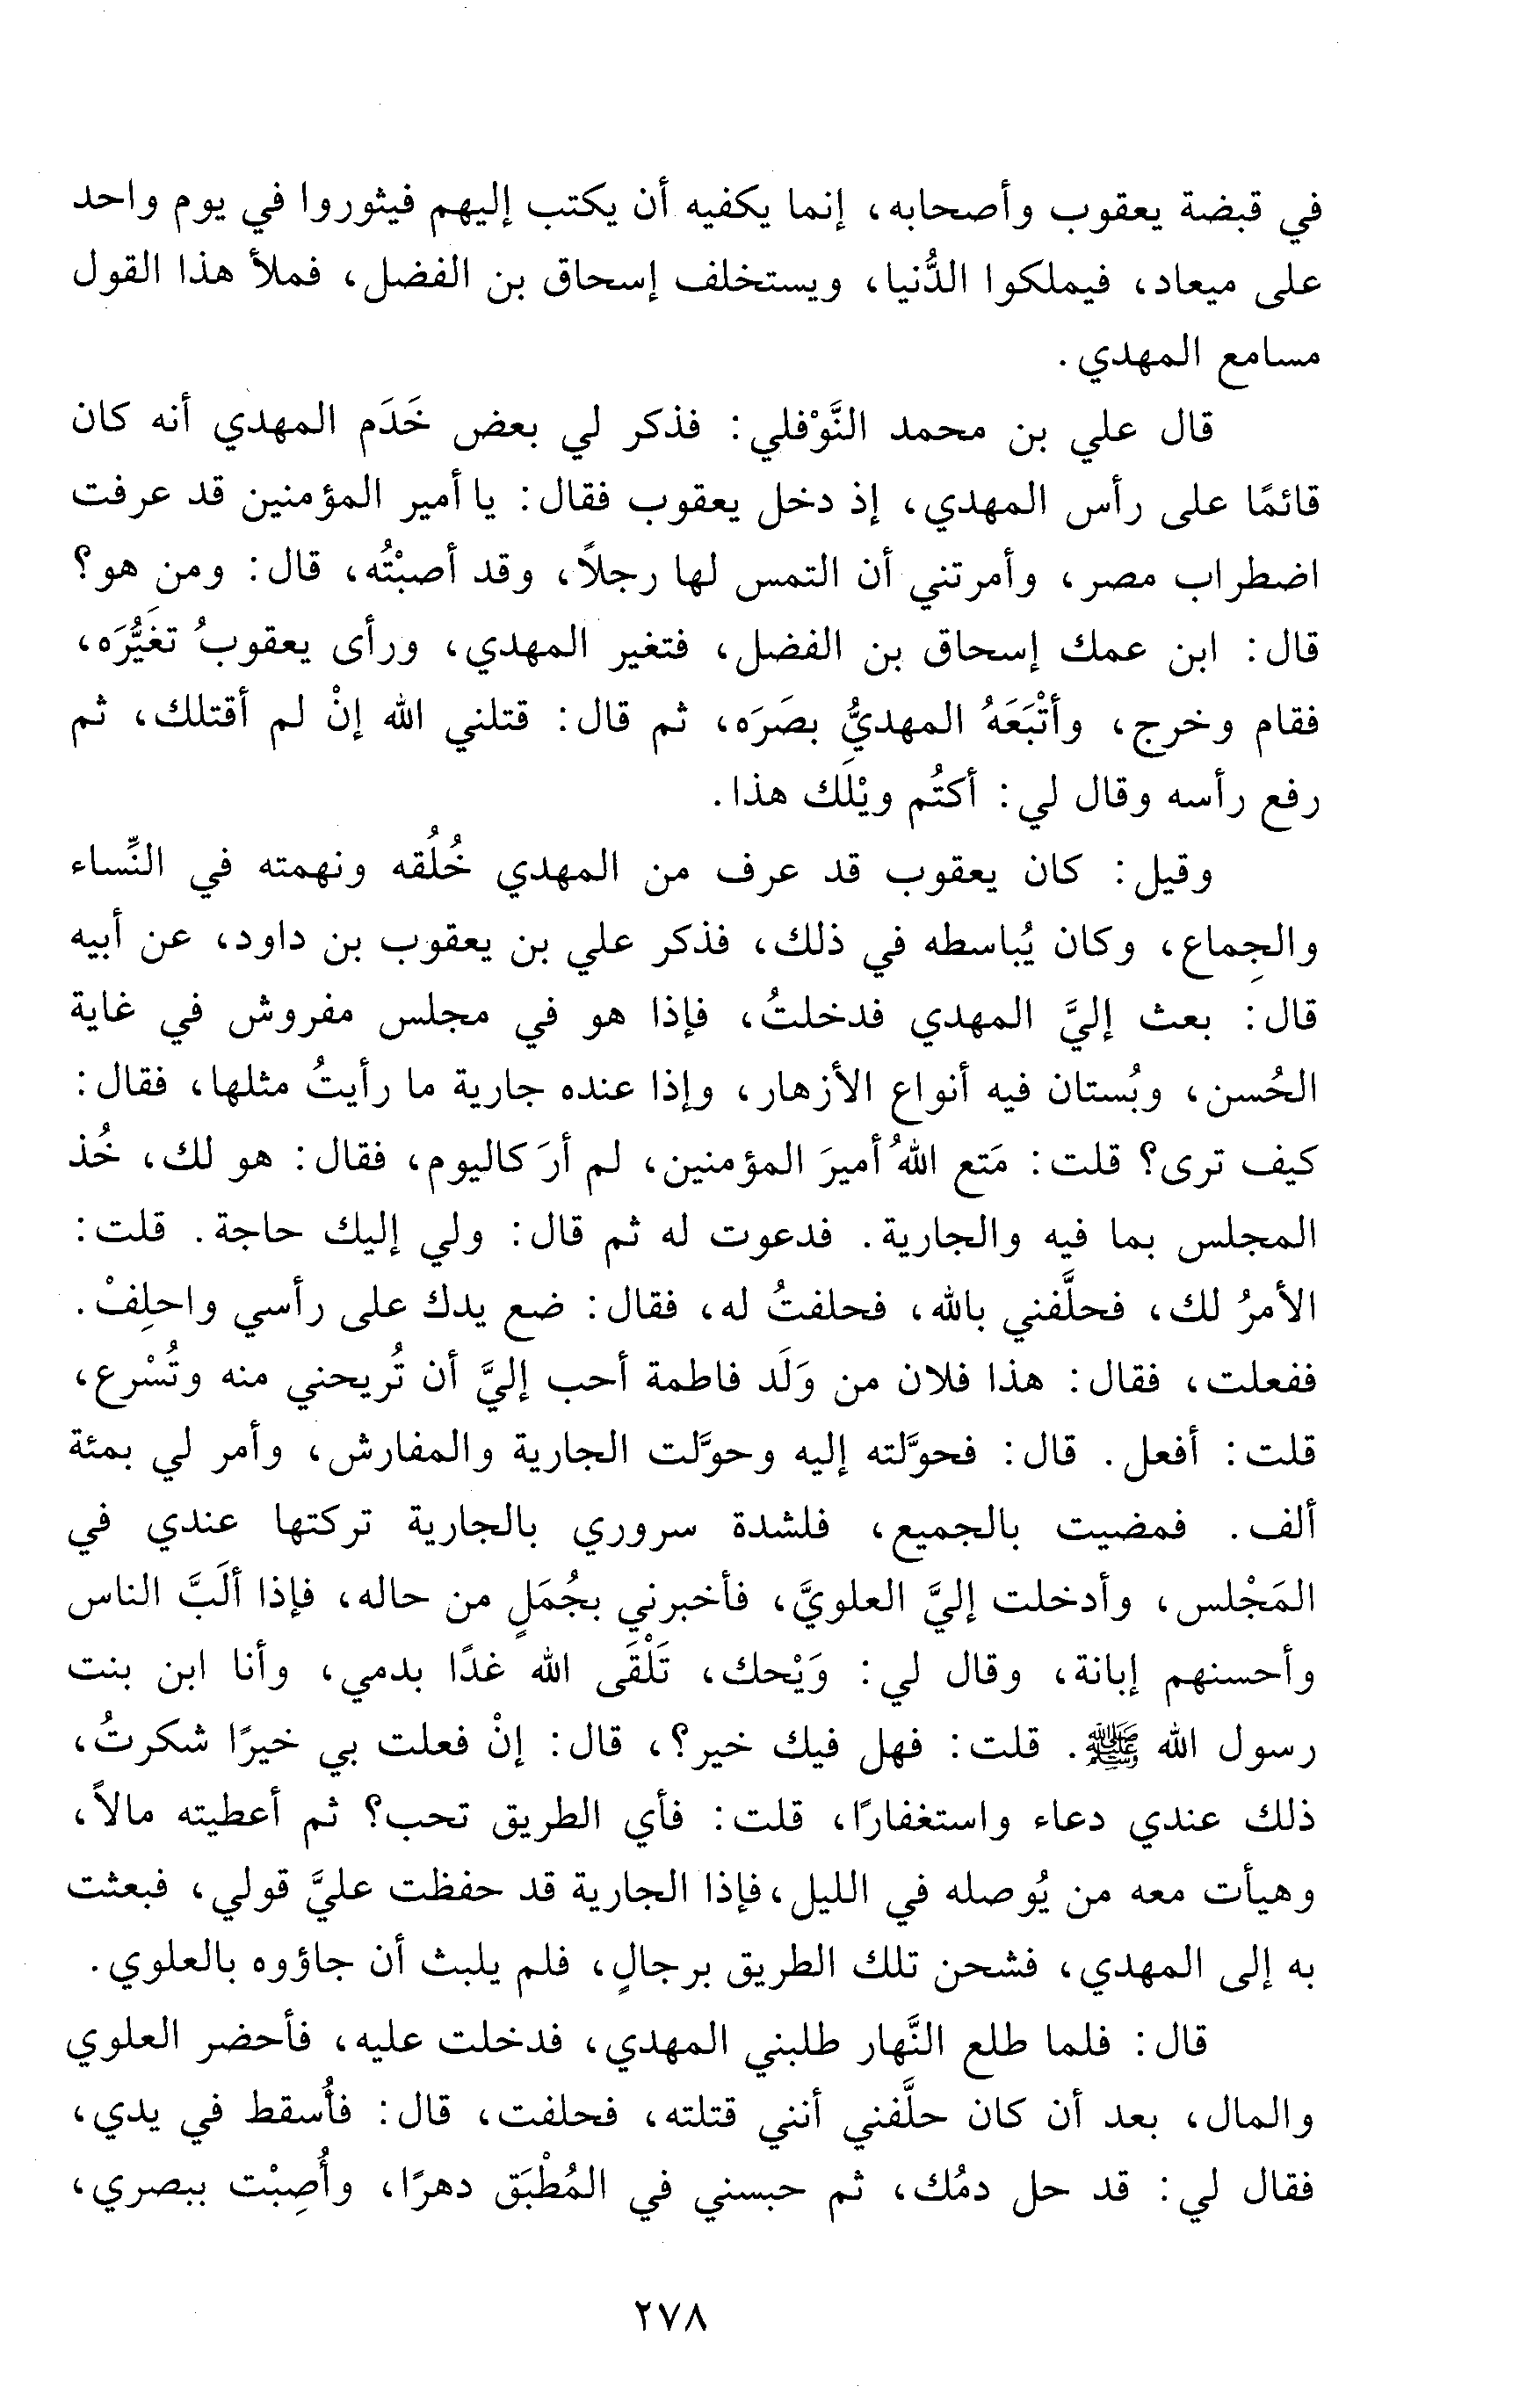 في قبضة يعقوب وأصحابه، إنما يكفيه أن يكتب إليهم فيثوروا في يوم واحد
على ميعاد، فيملكوا الدُّنيا، ويستخلف إسحاق بن الفضل، فملأ هذا القول
مسامع المهدي.
قال علي بن محمد النَّوْفلي: فذكر لي بعض خَدَم المهدي أنه كان
قائمًا على رأس المهدي، إذ دخل يعقوب فقال: يا أمير المؤمنين قد عرفت
اضطراب مصر، وأمرتني أن التمس لها رجلاً، وقد أصبْتُه، قال: ومن هو؟
قال: ابن عمك إسحاق بن الفضل، فتغير المهدي، ورأى يعقوبُ تغَيُّرَه،
فقام وخرج، وأتْبَعَهُ المهديُّ بصَرَه، ثم قال: قتلني الله إنْ لم أقتلك، ثم
رفع رأسه وقال لي: أكتُم ويْلَك هذا.
وقيل: كان يعقوب قد عرف من المهدي خُلُقه ونهمته في النِّساء
والجِماع، وكان يُباسطه في ذلك، فذكر علي بن يعقوب بن داود، عن أبيه
قال: بعث إليَّ المهدي فدخلتُ، فإذا هو في مجلس مفروش في غاية
الحُسن، وبُستان فيه أنواع الأزهار، وإذا عنده جارية ما رأيتُ مثلها، فقال:
كيف ترى؟ قلت: مَتع اللهُ أميرَ المؤمنين، لم أرَ كاليوم، فقال: هو لك، خُذ
المجلس بما فيه والجارية. فدعوت له ثم قال: ولي إليك حاجة. قلت:
الأمرُ لك، فحلَّفني بالله، فحلفتُ له، فقال: ضع يدك على رأسي واحلِفْ.
ففعلت، فقال: هذا فلان من وَلَد فاطمة أحب إليَّ أن تُريحني منه وتُسْرع،
قلت: أفعل. قال: فحوَّلته إليه وحوَّلت الجارية والمفارش، وأمر لي بمئة
ألف. فمضيت بالجميع، فلشدة سروري بالجارية تركتها عندي في
المَجْلس، وأدخلت إليَّ العلويَّ، فأخبرني بجُمَلٍ من حاله، فإذا ألَبَّ الناس
وأحسنهم إبانة، وقال لي: وَيْحك، تَلْقَى الله غدًا بدمي، وأنا ابن بنت
رسول الله ﷺ. قلت: فهل فيك خير؟، قال: إنْ فعلت بي خيرًا شكرتُ،
ذلك عندي دعاء واستغفارًا، قلت: فأي الطريق تحب؟ ثم أعطيته مالاً،
وهيأت معه من يُوصله في الليل، فإذا الجارية قد حفظت عليَّ قولي، فبعثت
به إلى المهدي، فشحن تلك الطريق برجالٍ، فلم يلبث أن جاؤوه بالعلوي.
قال: فلما طلع النَّهار طلبني المهدي، فدخلت عليه، فأحضر العلوي
والمال، بعد أن كان حلَّفني أنني قتلته، فحلفت، قال: فأُسقط في يدي،
فقال لي: قد حل دمُك، ثم حبسني في المُطْبَق دهرًا، وأُصِبْت ببصري،
٢٧٨